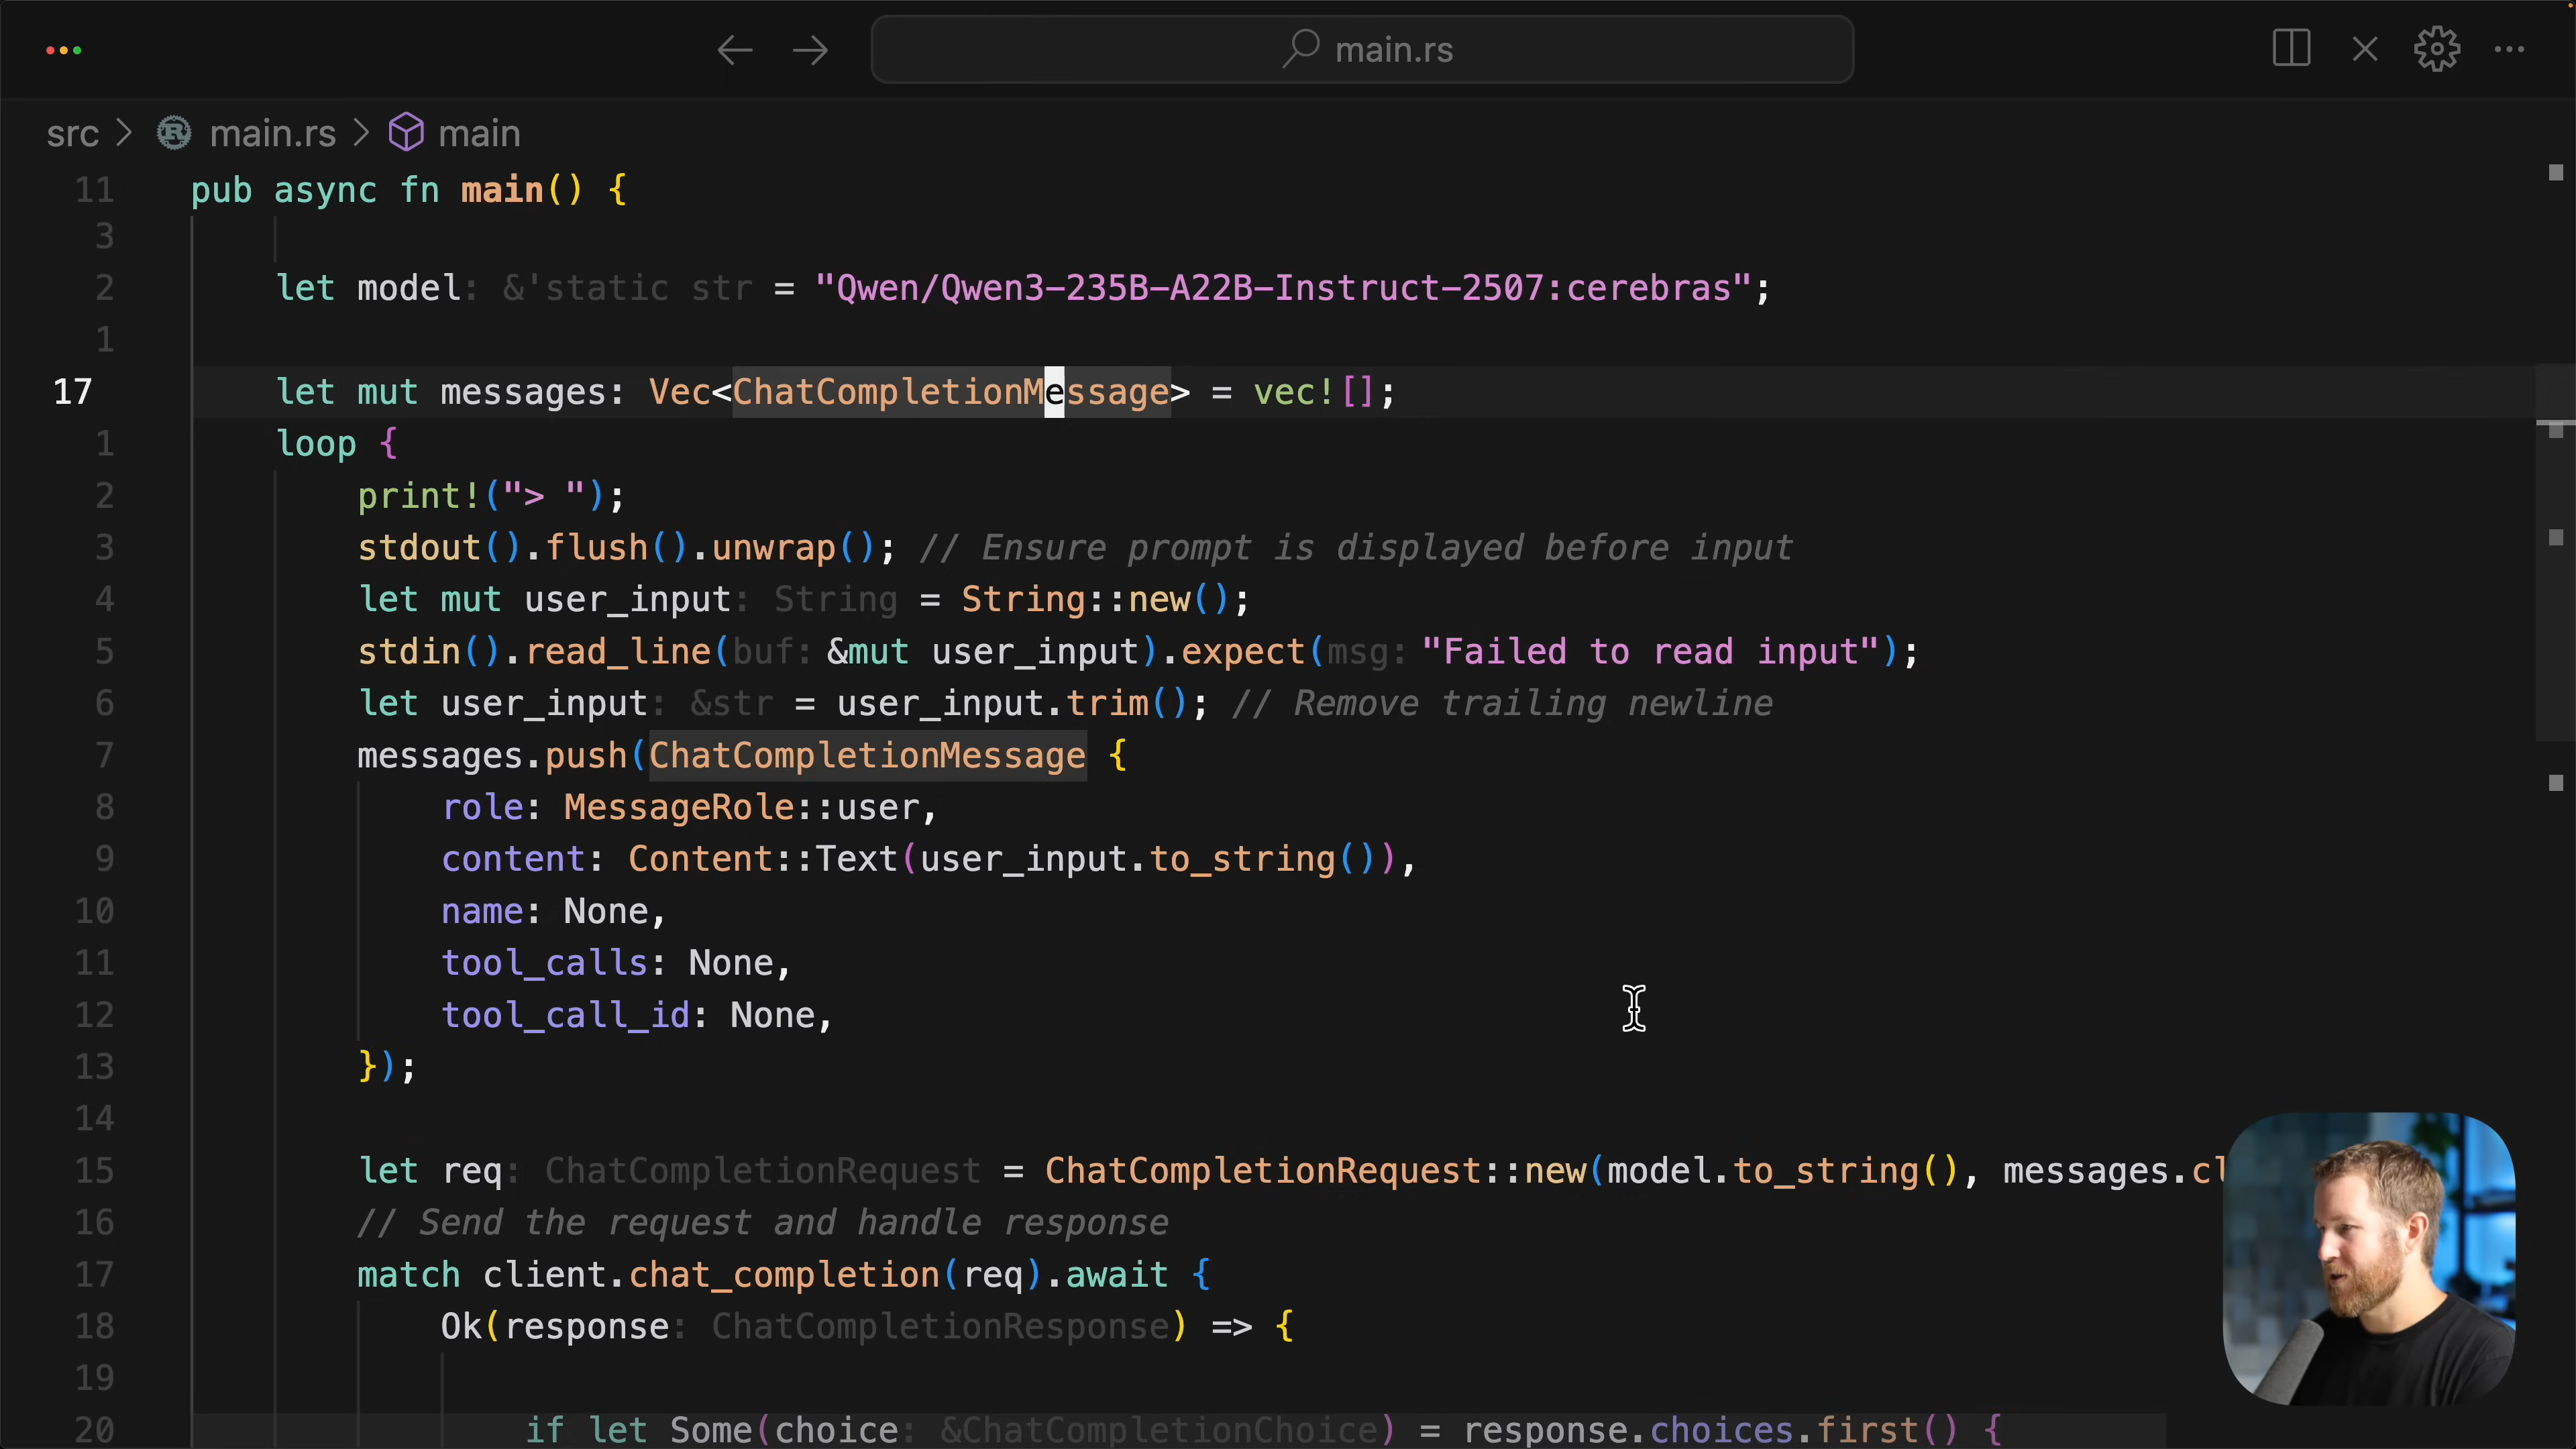 main.rs
src > main.rs > main
11 pub async fn main() {
3
2 let model: &'static str = "Qwen/Qwen3-235B-A22B-Instruct-2507:cerebras";
1
17 let mut messages: Vec<ChatCompletionMessage> = vec![];
1 loop {
2 print!("> ");
3 stdout().flush().unwrap(); // Ensure prompt is displayed before input
4 let mut user_input: String = String::new();
5 stdin().read_line(buf: &mut user_input).expect(msg: "Failed to read input");
6 let user_input: &str = user_input.trim(); // Remove trailing newline
7 messages.push(ChatCompletionMessage {
8 role: MessageRole::user,
9 content: Content::Text(user_input.to_string()),
10 name: None,
11 tool_calls: None,
12 tool_call_id: None,
13 });
14
15 let req: ChatCompletionRequest = ChatCompletionRequest::new(model.to_string(), messages.cl
16 // Send the request and handle response
17 match client.chat_completion(req).await {
18 Ok(response: ChatCompletionResponse) => {
19
20 if let Some(choice: &ChatCompletionChoice) = response.choices.first() {